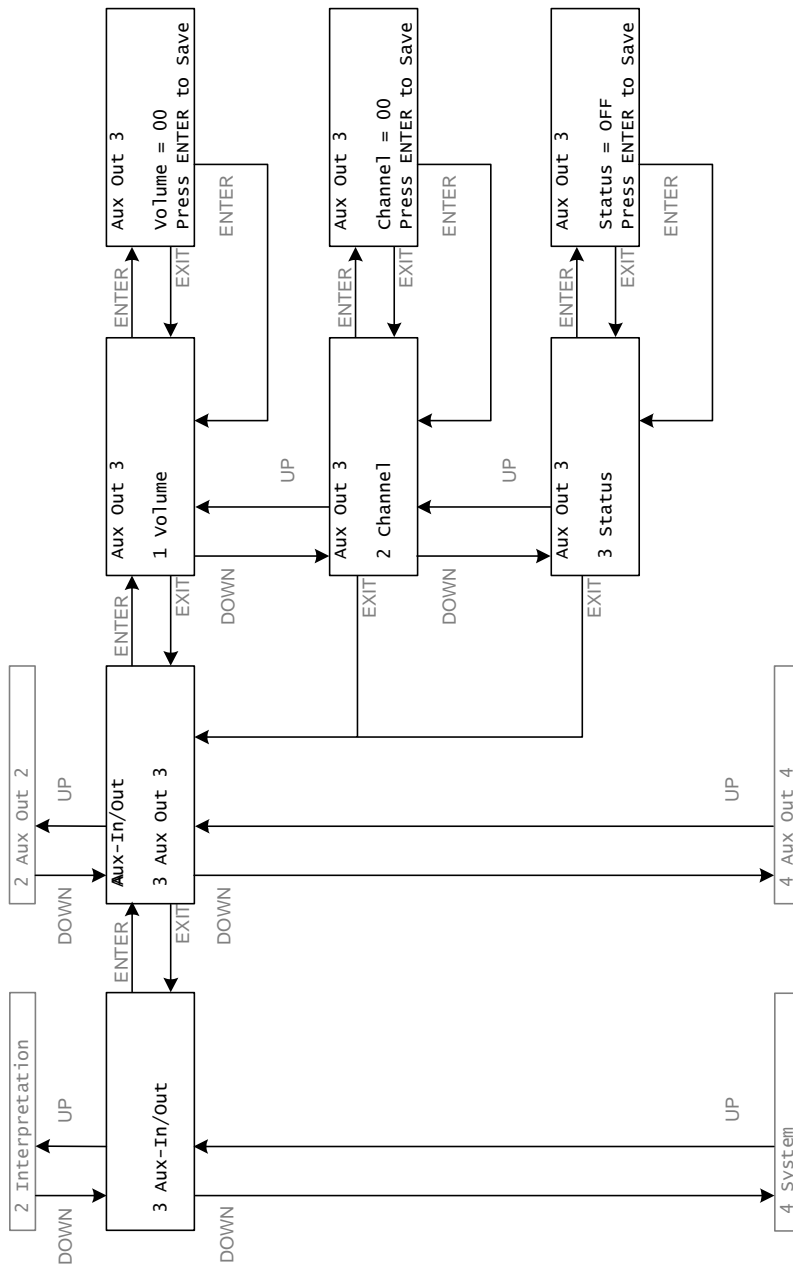 2 Interpretation
DOWN
UP
3 Aux-In/Out
DOWN
UP
4 System
ENTER
EXIT
2 Aux Out 2
DOWN
UP
Aux-In/Out
3 Aux Out 3
DOWN
UP
4 Aux Out 4
ENTER
EXIT
Aux Out 3
1 Volume
DOWN
UP
EXIT
Aux Out 3
2 Channel
DOWN
UP
EXIT
Aux Out 3
3 Status
ENTER
EXIT
Aux Out 3
Volume = 00
Press ENTER to Save
ENTER
ENTER
EXIT
Aux Out 3
Channel = 00
Press ENTER to Save
ENTER
ENTER
EXIT
Aux Out 3
Status = OFF
Press ENTER to Save
ENTER